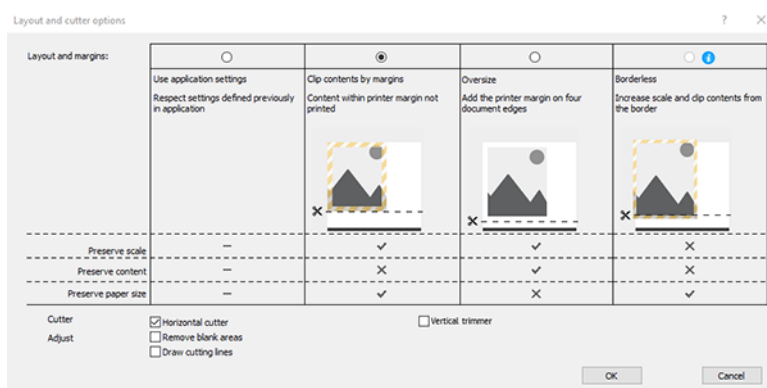 Layout and cutter options
? ×
Layout and margins:
i
Use application settings
Respect settings defined previously
in application
Clip contents by margins
Content within printer margin not
printed
Oversize
Add the printer margin on four
document edges
Borderless
Increase scale and clip contents from
the border
Preserve scale
Preserve content
Preserve paper size
Cutter
Horizontal cutter
Vertical trimmer
Adjust
Remove blank areas
Draw cutting lines
OK
Cancel